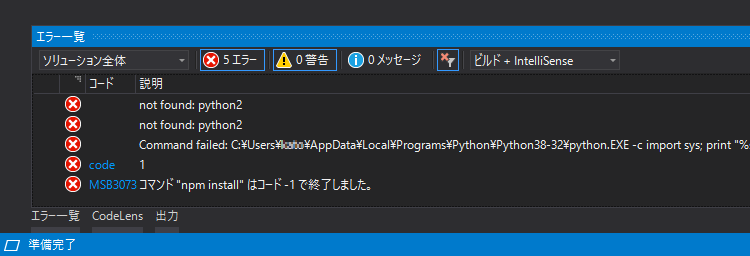 エラー一覧
ソリューション全体 5 エラー 0 警告 0 メッセージ ビルド + IntelliSense
コード 説明
not found: python2
not found: python2
Command failed: C:¥Users¥ ¥AppData¥Local¥Programs¥Python¥Python38-32¥python.EXE -c import sys; print "%
code 1
MSB3073 コマンド "npm install" はコード -1 で終了しました。
エラー一覧 CodeLens 出力
準備完了